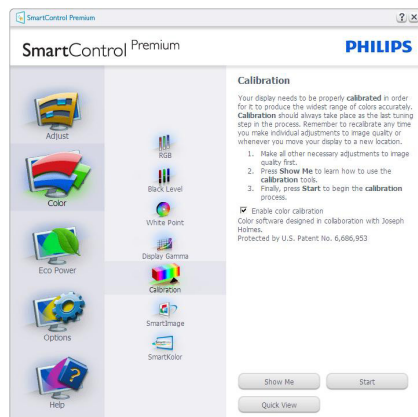 SmartControl Premium
SmartControl Premium
PHILIPS
Adjust
Color
Eco Power
Options
Help
RGB
Black Level
White Point
Display Gamma
Calibration
SmartImage
SmartKolor
Calibration
Your display needs to be properly calibrated in order
for it to produce the widest range of colors accurately.
Calibration should always take place as the last tuning
step in the process. Remember to recalibrate any time
you make individual adjustments to image quality or
whenever you move your display to a new location.
1. Make all other necessary adjustments to image
quality first.
2. Press Show Me to learn how to use the
calibration tools.
3. Finally, press Start to begin the calibration
process.
Enable color calibration
Color software designed in collaboration with Joseph
Holmes.
Protected by U.S. Patent No. 6,686,953
Show Me
Start
Quick View